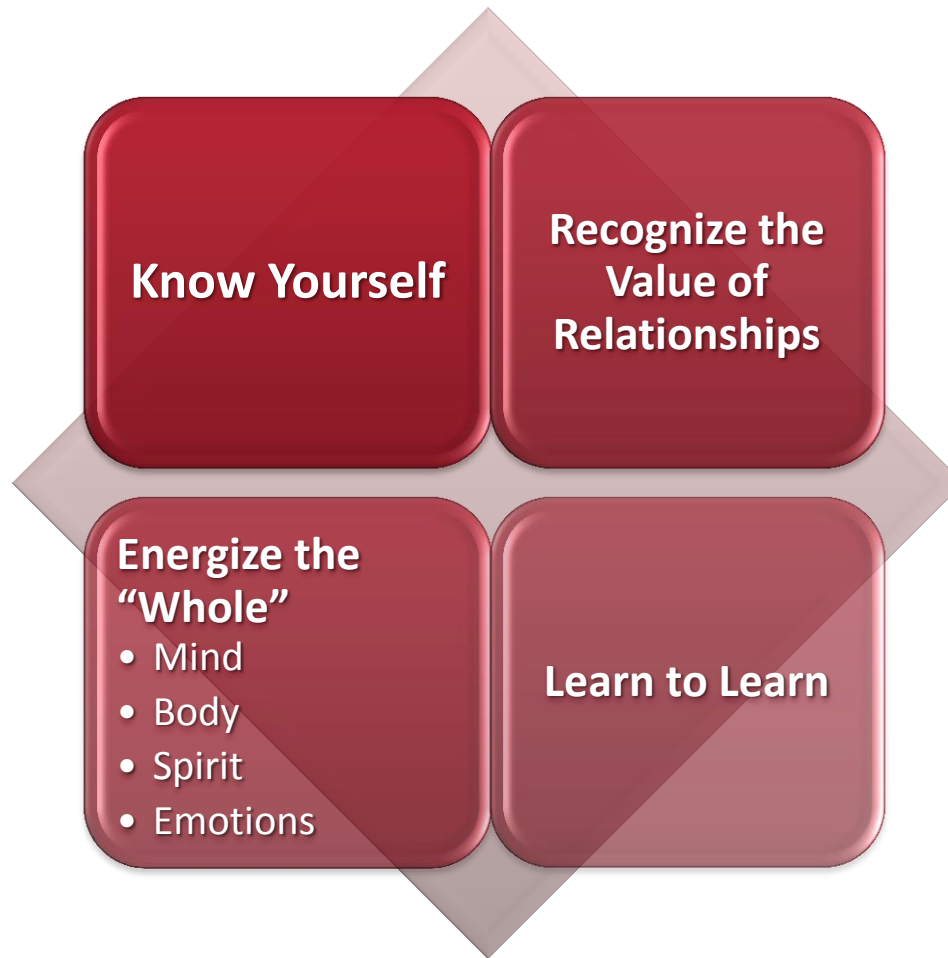 Know Yourself
Recognize the
Value of
Relationships
Energize the
“Whole”
• Mind
• Body
• Spirit
• Emotions
Learn to Learn